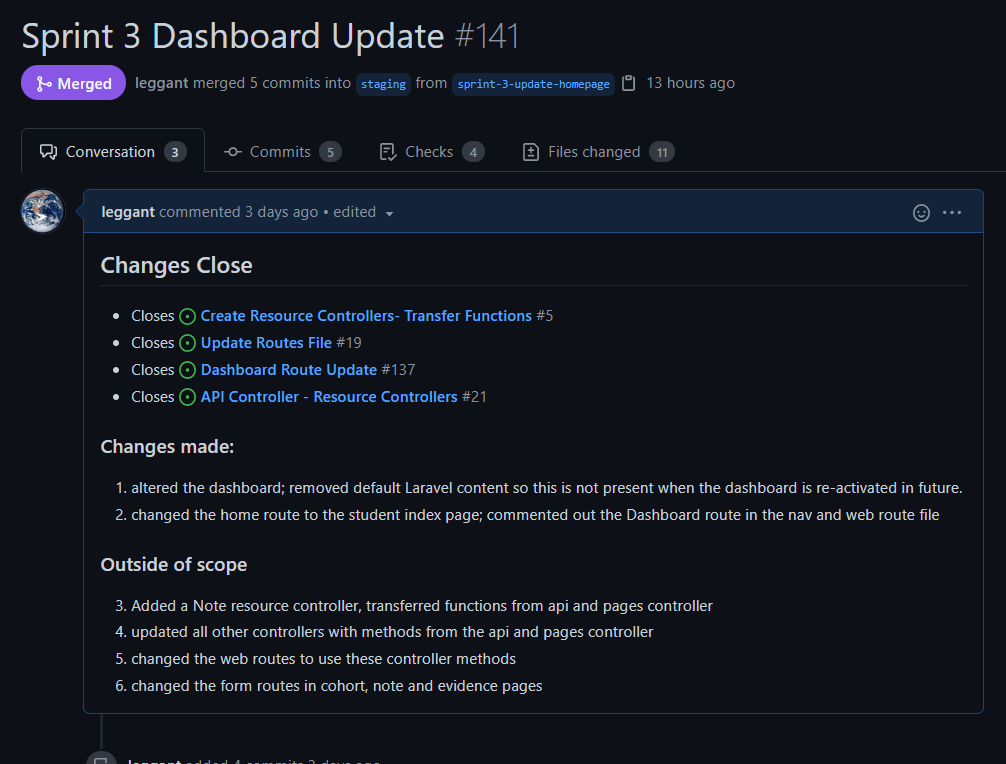 Sprint 3 Dashboard Update #141
Merged leggant merged 5 commits into staging from sprint-3-update-homepage 13 hours ago
Conversation 3 Commits 5 Checks 4 Files changed 11
leggant commented 3 days ago • edited
Changes Close
• Closes Create Resource Controllers- Transfer Functions #5
• Closes Update Routes File #19
• Closes Dashboard Route Update #137
• Closes API Controller - Resource Controllers #21
Changes made:
1. altered the dashboard; removed default Laravel content so this is not present when the dashboard is re-activated in future.
2. changed the home route to the student index page; commented out the Dashboard route in the nav and web route file
Outside of scope
3. Added a Note resource controller, transferred functions from api and pages controller
4. updated all other controllers with methods from the api and pages controller
5. changed the web routes to use these controller methods
6. changed the form routes in cohort, note and evidence pages
leggant added 4 commits 3 days ago